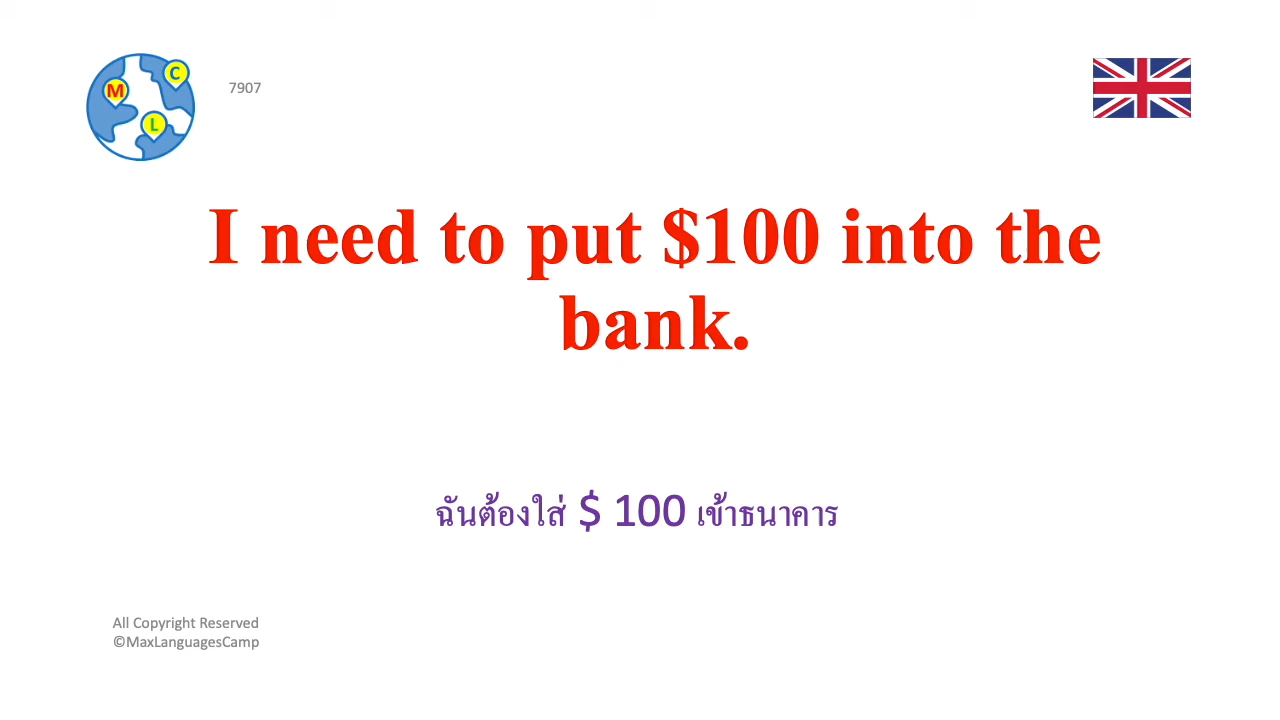 M
C
L
7907
I need to put $100 into the
bank.
ฉันต้องใส่ $ 100 เข้าธนาคาร
All Copyright Reserved
©MaxLanguagesCamp